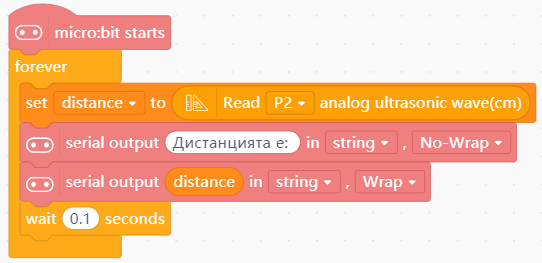 micro:bit starts
forever
set distance to Read P2 analog ultrasonic wave(cm)
serial output Дистанцията е: in string , No-Wrap
serial output distance in string , Wrap
wait 0.1 seconds